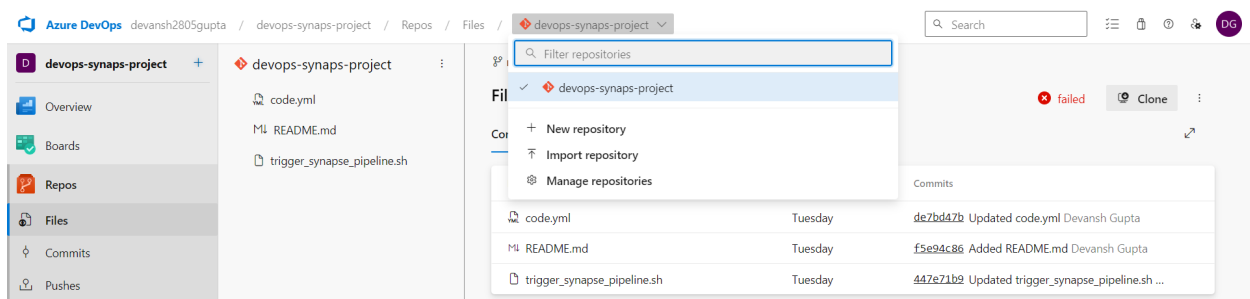 Azure DevOps devansh2805gupta / devops-synaps-project / Repos / Files / devops-synaps-project
Search
DG
D devops-synaps-project +
Overview
Boards
Repos
Files
Commits
Pushes
devops-synaps-project
YML code.yml
M↓ README.md
trigger_synapse_pipeline.sh
Filter repositories
devops-synaps-project
+ New repository
Import repository
Manage repositories
failed
Clone
Commits
YML code.yml Tuesday de7bd47b Updated code.yml Devansh Gupta
M↓ README.md Tuesday f5e94c86 Added README.md Devansh Gupta
trigger_synapse_pipeline.sh Tuesday 447e71b9 Updated trigger_synapse_pipeline.sh ...